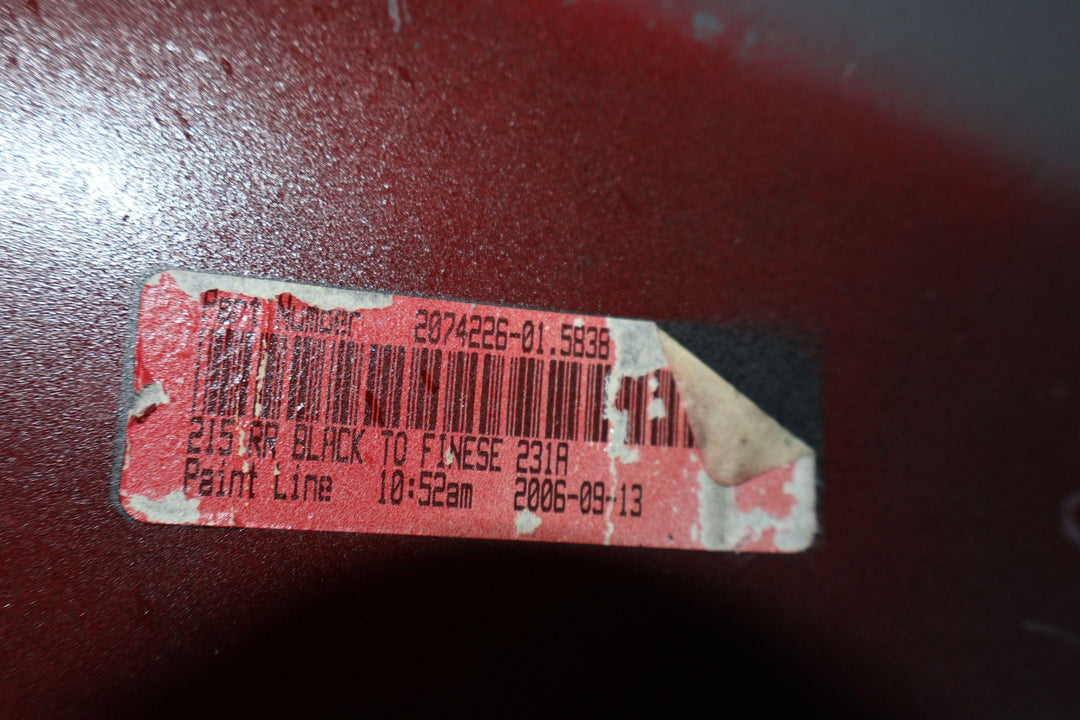 Part Number 2074226-01.5838
215 RR BLACK TO FINESE 231A
Paint Line 10:52am 2006-09-13